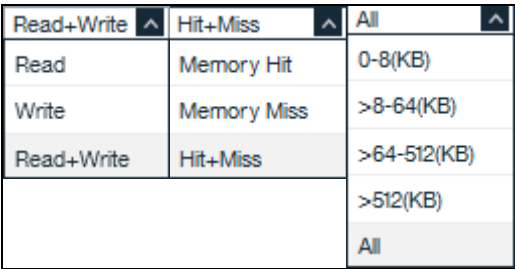 Read+Write
Read
Write
Read+Write
Hit+Miss
Memory Hit
Memory Miss
Hit+Miss
All
0-8(KB)
>8-64(KB)
>64-512(KB)
>512(KB)
All